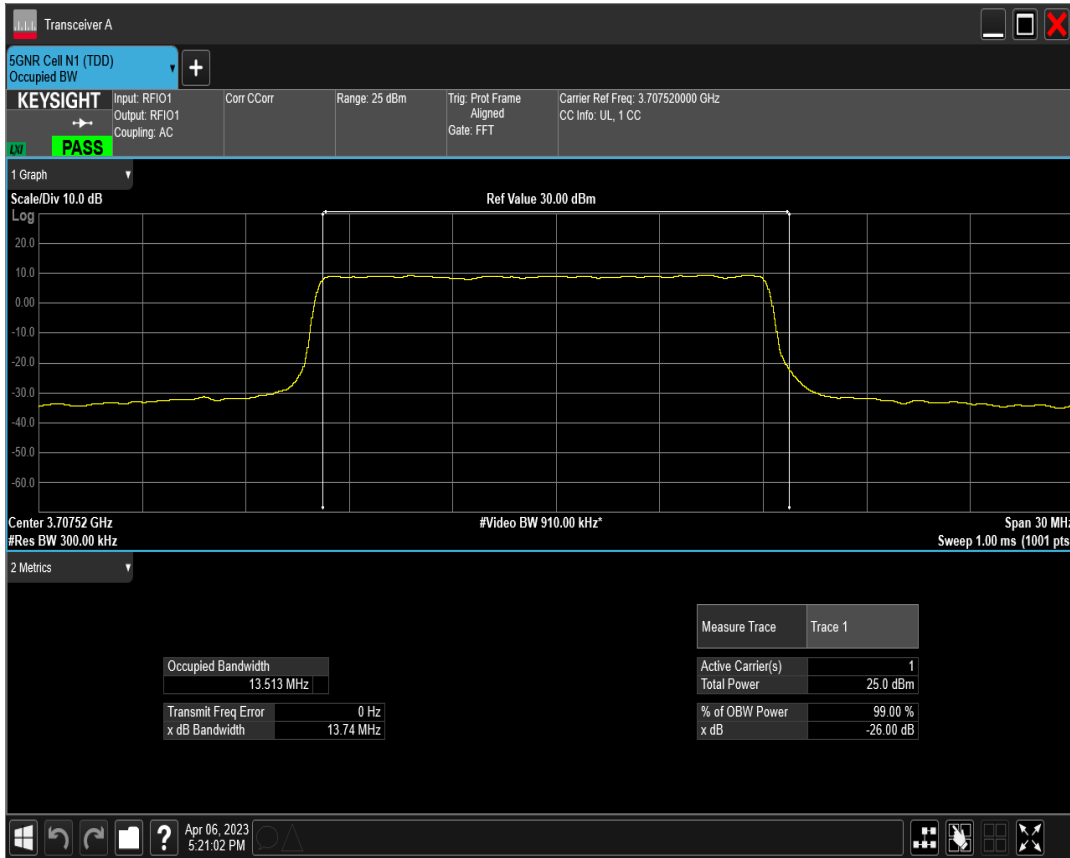 Transceiver A
5GNR Cell N1 (TDD)
Occupied BW
KEYSIGHT
LXI
PASS
Input: RFIO1
Output: RFIO1
Coupling: AC
Corr CCorr
Range: 25 dBm
Trig: Prot Frame
Aligned
Gate: FFT
Carrier Ref Freq: 3.707520000 GHz
CC Info: UL, 1 CC
1 Graph
Scale/Div 10.0 dB
Ref Value 30.00 dBm
Log
20.0
10.0
0.00
-10.0
-20.0
-30.0
-40.0
-50.0
-60.0
Center 3.70752 GHz
#Video BW 910.00 kHz*
Span 30 MHz
#Res BW 300.00 kHz
Sweep 1.00 ms (1001 pts
2 Metrics
Measure Trace Trace 1
Occupied Bandwidth
13.513 MHz
Active Carrier(s) 1
Total Power 25.0 dBm
Transmit Freq Error 0 Hz
x dB Bandwidth 13.74 MHz
% of OBW Power 99.00 %
x dB -26.00 dB
?
Apr 06, 2023
5:21:02 PM